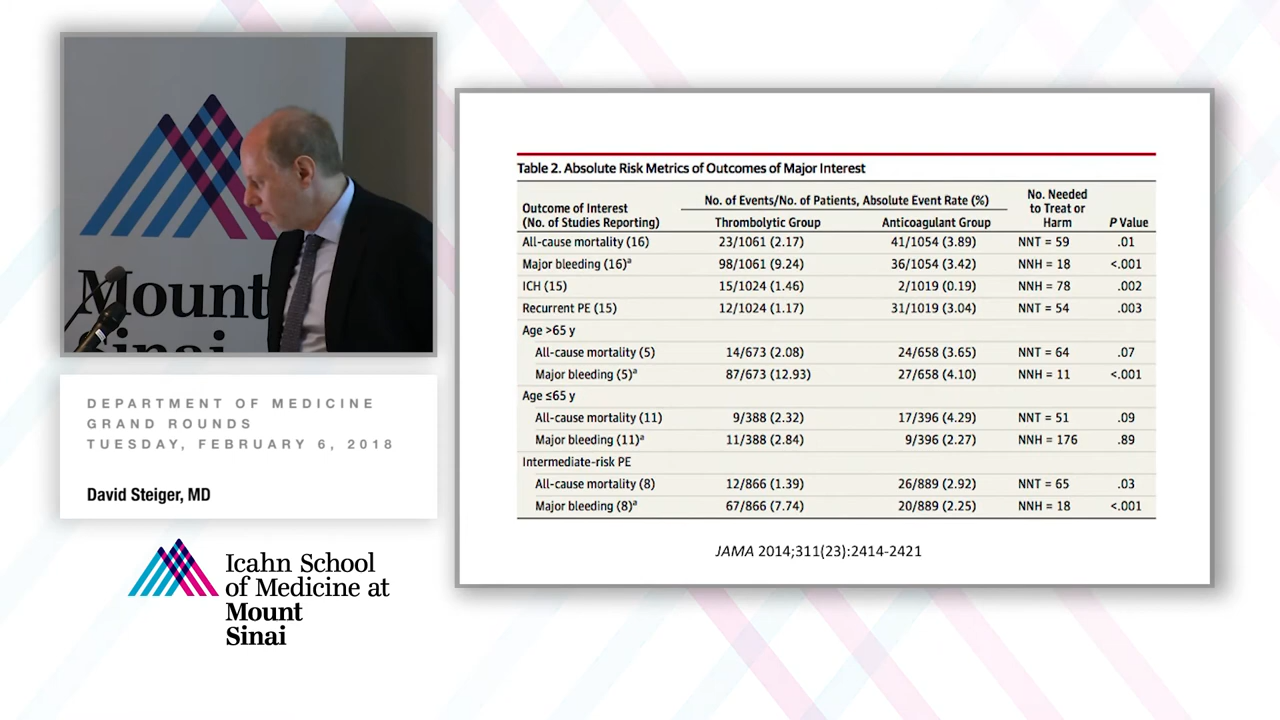 Mount
Sinai
DEPARTMENT OF MEDICINE
GRAND ROUNDS
TUESDAY, FEBRUARY 6, 2018
David Steiger, MD
Icahn School
of Medicine at
Mount
Sinai
Table 2. Absolute Risk Metrics of Outcomes of Major Interest
Outcome of Interest (No. of Studies Reporting) No. of Events/No. of Patients, Absolute Event Rate (%) No. Needed to Treat or Harm P Value
Thrombolytic Group Anticoagulant Group
All-cause mortality (16) 23/1061 (2.17) 41/1054 (3.89) NNT = 59 .01
Major bleeding (16)ª 98/1061 (9.24) 36/1054 (3.42) NNH = 18 <.001
ICH (15) 15/1024 (1.46) 2/1019 (0.19) NNH = 78 .002
Recurrent PE (15) 12/1024 (1.17) 31/1019 (3.04) NNT = 54 .003
Age >65 y
All-cause mortality (5) 14/673 (2.08) 24/658 (3.65) NNT = 64 .07
Major bleeding (5)ª 87/673 (12.93) 27/658 (4.10) NNH = 11 <.001
Age ≤65 y
All-cause mortality (11) 9/388 (2.32) 17/396 (4.29) NNT = 51 .09
Major bleeding (11)ª 11/388 (2.84) 9/396 (2.27) NNH = 176 .89
Intermediate-risk PE
All-cause mortality (8) 12/866 (1.39) 26/889 (2.92) NNT = 65 .03
Major bleeding (8)ª 67/866 (7.74) 20/889 (2.25) NNH = 18 <.001
JAMA 2014;311(23):2414-2421